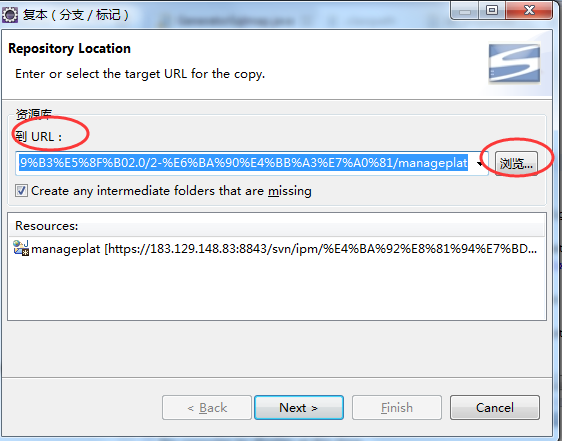 复本（分支/标记）
Repository Location
Enter or select the target URL for the copy.
资源库
到 URL：
9%B3%E5%8F%B02.0/2-%E6%BA%90%E4%BB%A3%E7%A0%81/manageplat
浏览...
Create any intermediate folders that are missing
Resources:
manageplat [https://183.129.148.83:8843/svn/ipm/%E4%BA%92%E8%81%94%E7%BD...
< Back
Next >
Finish
Cancel